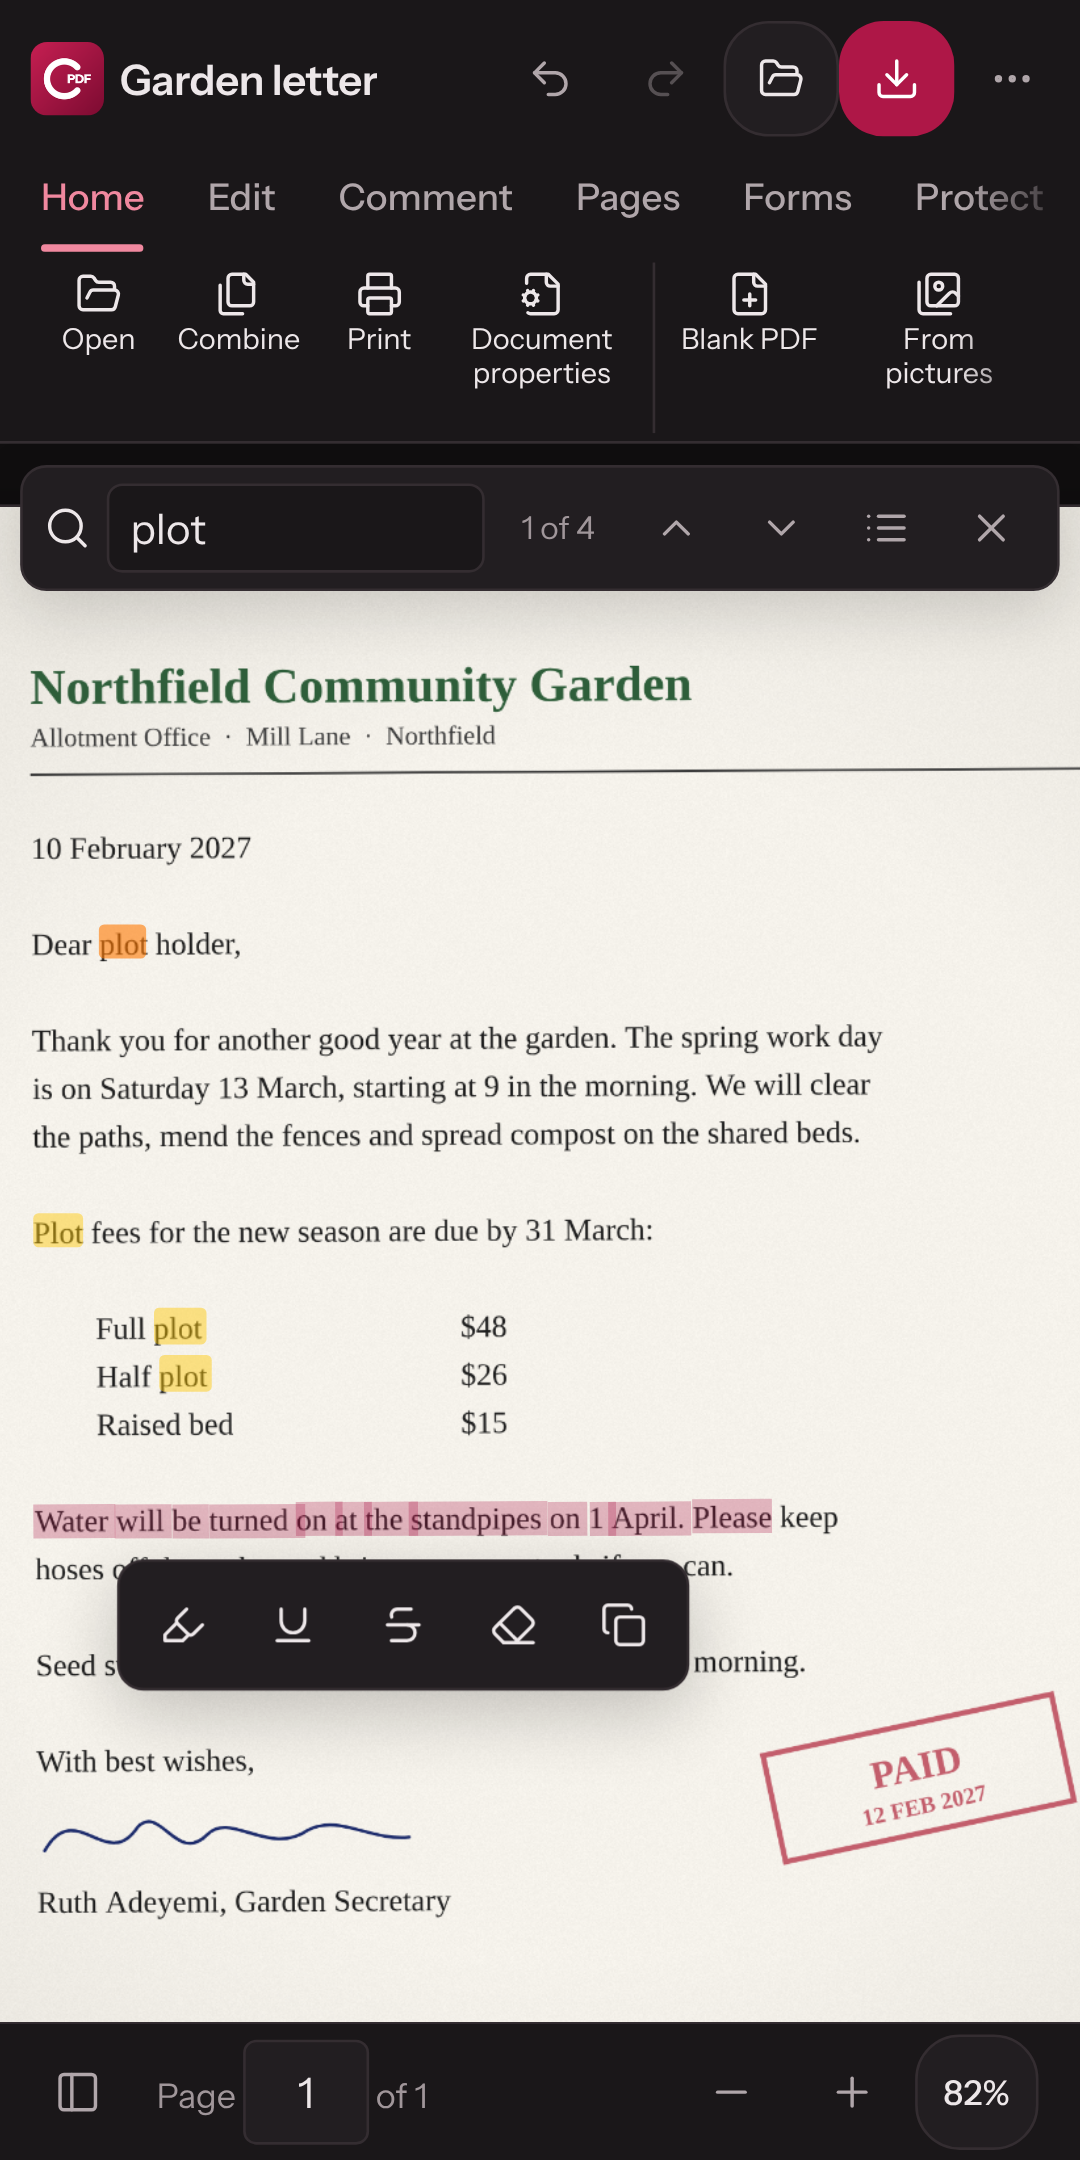 PDF
Garden letter
Home Edit Comment Pages Forms Protect
Open Combine Print Document properties Blank PDF From pictures
plot 1 of 4
Northfield Community Garden
Allotment Office · Mill Lane · Northfield
10 February 2027
Dear plot holder,
Thank you for another good year at the garden. The spring work day
is on Saturday 13 March, starting at 9 in the morning. We will clear
the paths, mend the fences and spread compost on the shared beds.
Plot fees for the new season are due by 31 March:
Full plot $48
Half plot $26
Raised bed $15
Water will be turned on at the standpipes on 1 April. Please keep
hoses can.
Seed morning.
With best wishes,
PAID
12 FEB 2027
Ruth Adeyemi, Garden Secretary
Page 1 of 1 82%